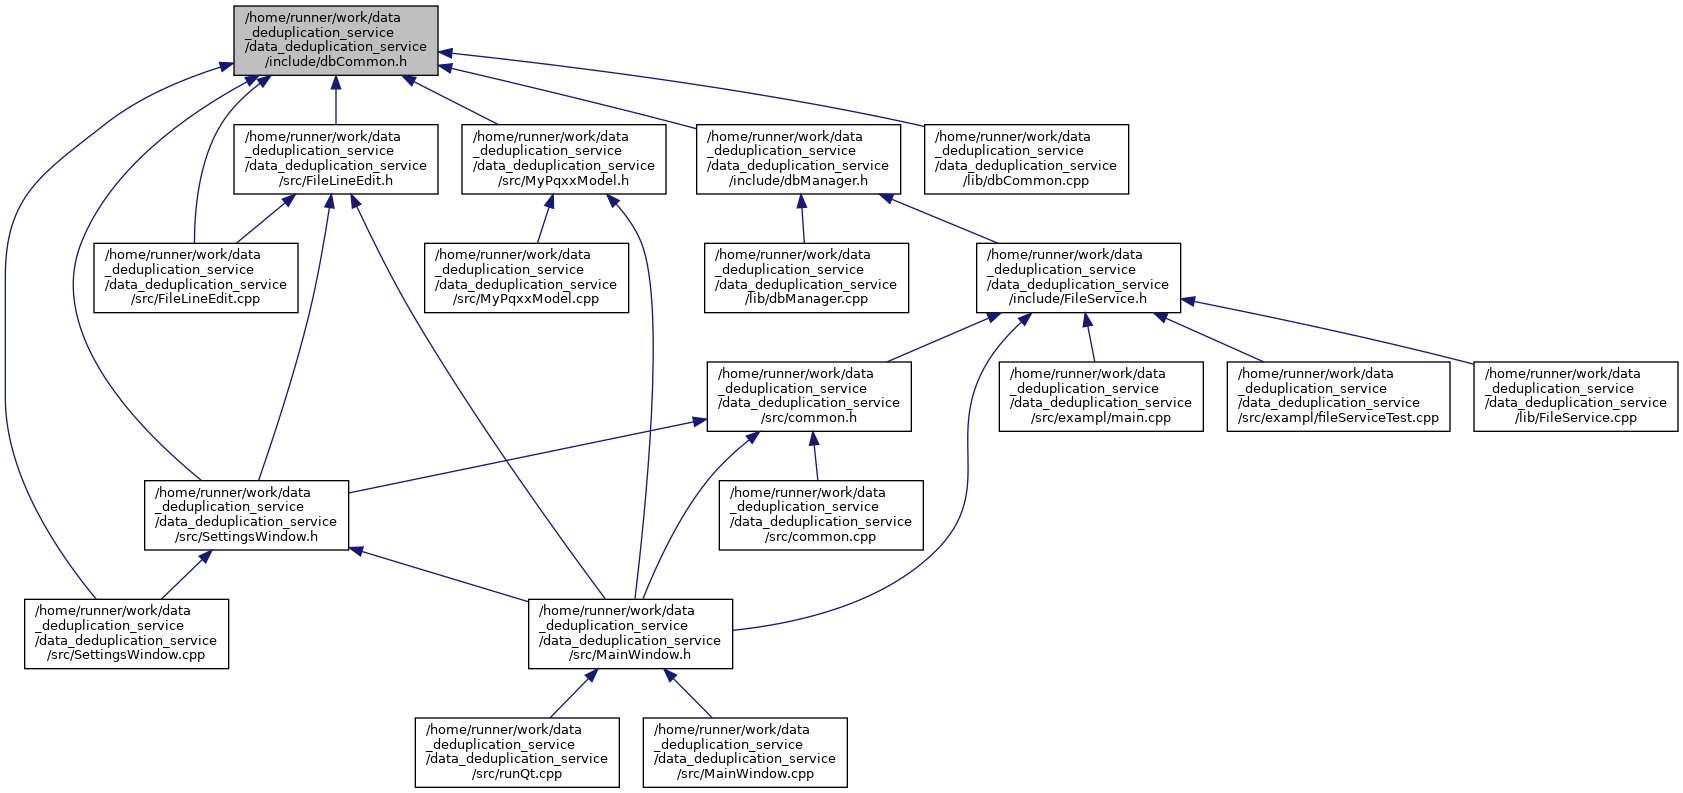 /home/runner/work/data
_deduplication_service
/data_deduplication_service
/include/dbCommon.h
/home/runner/work/data
_deduplication_service
/data_deduplication_service
/src/FileLineEdit.h
/home/runner/work/data
_deduplication_service
/data_deduplication_service
/src/MyPqxxModel.h
/home/runner/work/data
_deduplication_service
/data_deduplication_service
/include/dbManager.h
/home/runner/work/data
_deduplication_service
/data_deduplication_service
/lib/dbCommon.cpp
/home/runner/work/data
_deduplication_service
/data_deduplication_service
/src/FileLineEdit.cpp
/home/runner/work/data
_deduplication_service
/data_deduplication_service
/src/MyPqxxModel.cpp
/home/runner/work/data
_deduplication_service
/data_deduplication_service
/lib/dbManager.cpp
/home/runner/work/data
_deduplication_service
/data_deduplication_service
/include/FileService.h
/home/runner/work/data
_deduplication_service
/data_deduplication_service
/src/common.h
/home/runner/work/data
_deduplication_service
/data_deduplication_service
/src/exampl/main.cpp
/home/runner/work/data
_deduplication_service
/data_deduplication_service
/src/exampl/fileServiceTest.cpp
/home/runner/work/data
_deduplication_service
/data_deduplication_service
/lib/FileService.cpp
/home/runner/work/data
_deduplication_service
/data_deduplication_service
/src/SettingsWindow.h
/home/runner/work/data
_deduplication_service
/data_deduplication_service
/src/common.cpp
/home/runner/work/data
_deduplication_service
/data_deduplication_service
/src/SettingsWindow.cpp
/home/runner/work/data
_deduplication_service
/data_deduplication_service
/src/MainWindow.h
/home/runner/work/data
_deduplication_service
/data_deduplication_service
/src/runQt.cpp
/home/runner/work/data
_deduplication_service
/data_deduplication_service
/src/MainWindow.cpp